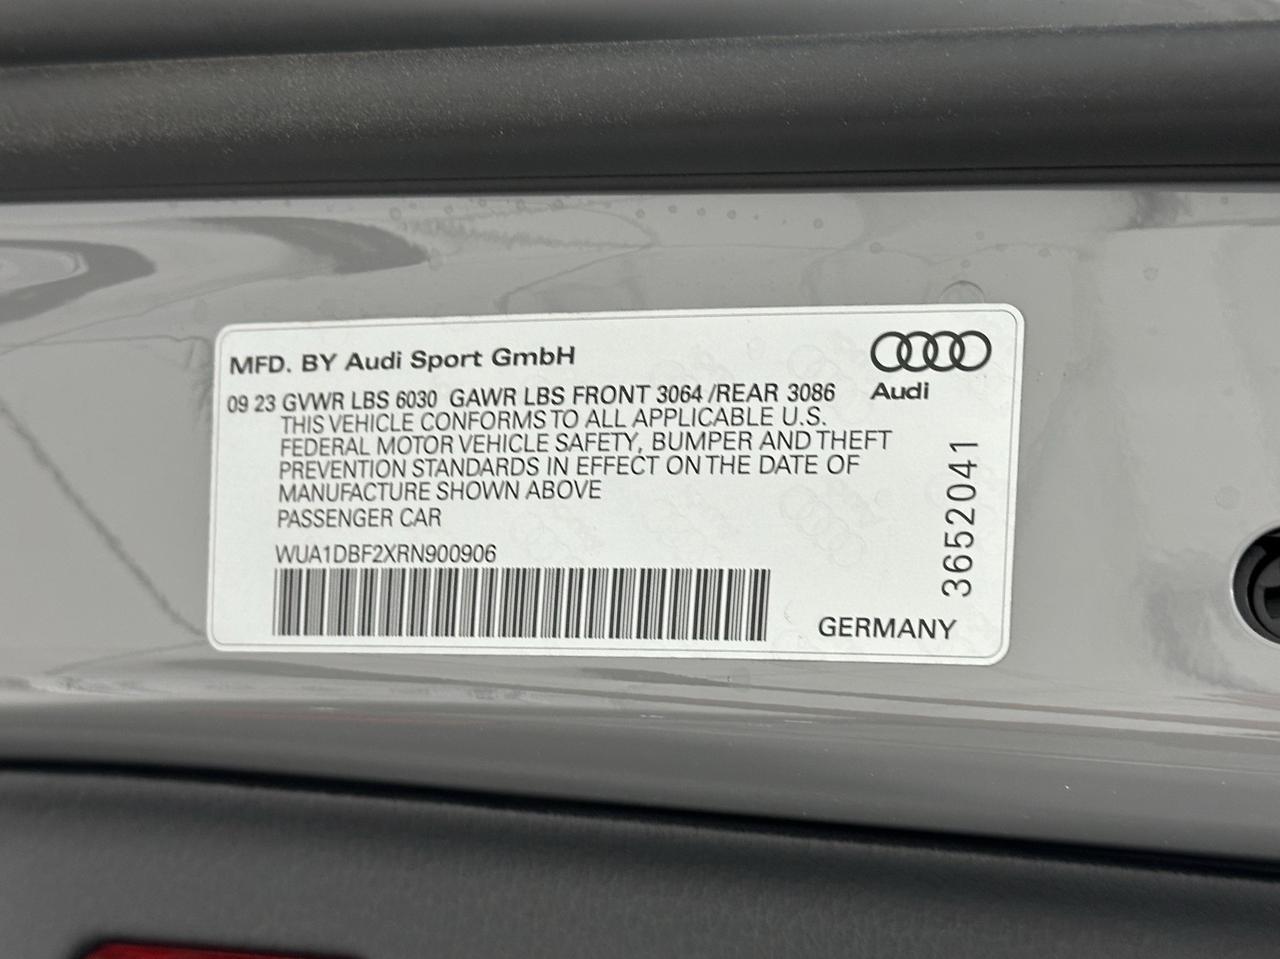 MFD. BY Audi Sport GmbH
Audi
09 23 GVWR LBS 6030 GAWR LBS FRONT 3064 /REAR 3086
THIS VEHICLE CONFORMS TO ALL APPLICABLE U.S.
FEDERAL MOTOR VEHICLE SAFETY, BUMPER AND THEFT
PREVENTION STANDARDS IN EFFECT ON THE DATE OF
MANUFACTURE SHOWN ABOVE
PASSENGER CAR
WUA1DBF2XRN900906
3652041
GERMANY